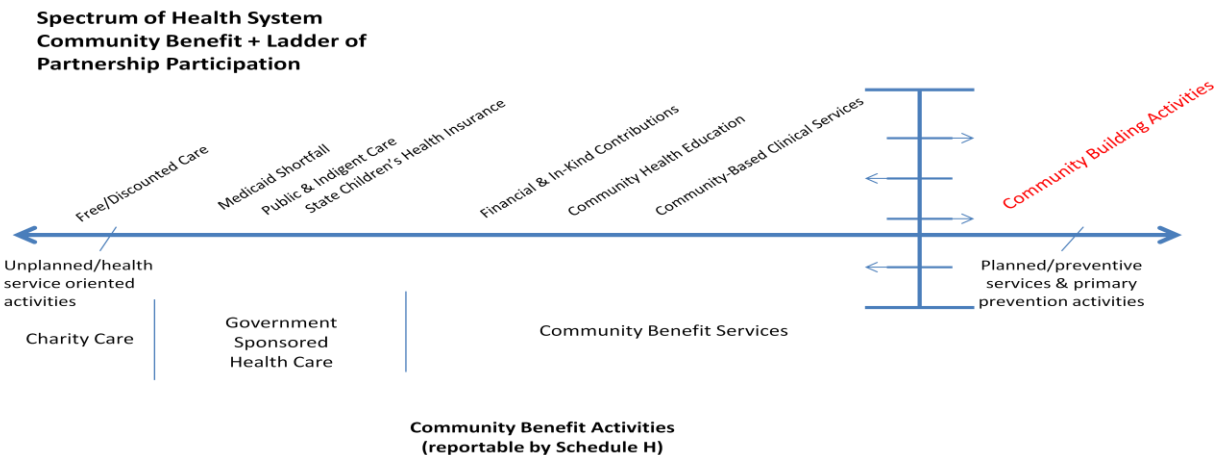 Spectrum of Health System
Community Benefit + Ladder of
Partnership Participation
Free/Discounted Care
Medicaid Shortfall
Public & Indigent Care
State Children's Health Insurance
Financial & In-Kind Contributions
Community Health Education
Community-Based Clinical Services
Community Building Activities
Unplanned/health
service oriented
activities
Planned/preventive
services & primary
prevention activities
Charity Care
Government
Sponsored
Health Care
Community Benefit Services
Community Benefit Activities
(reportable by Schedule H)